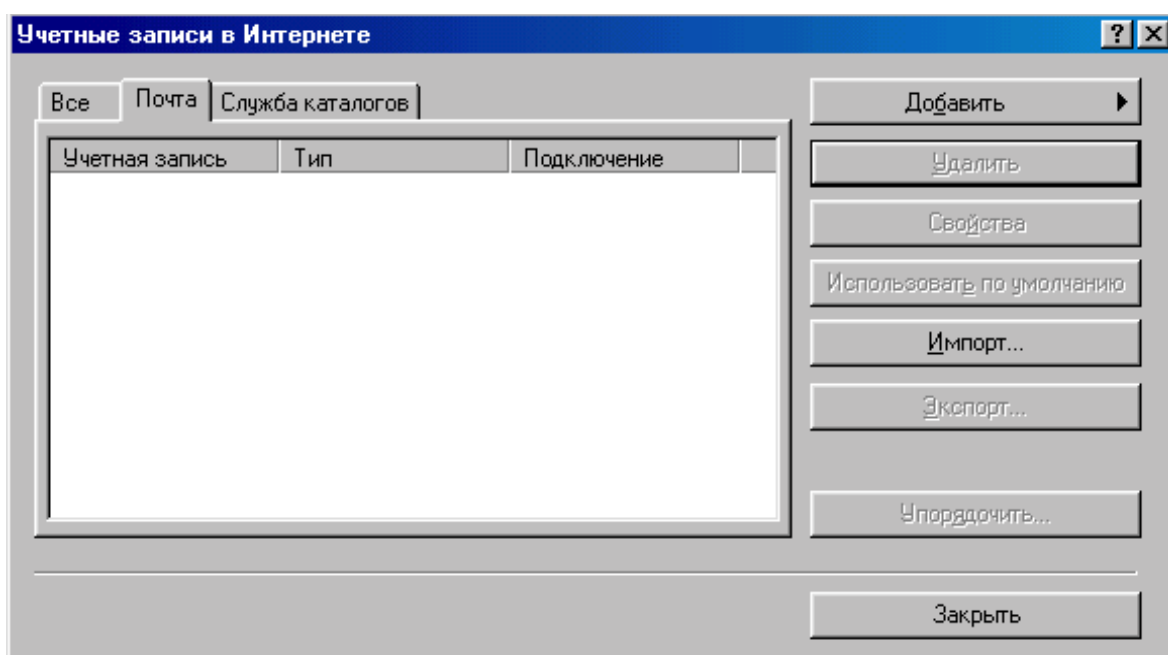 Учетные записи в Интернете
Все Почта Служба каталогов
Учетная запись Тип Подключение
Добавить
Удалить
Свойства
Использовать по умолчанию
Импорт...
Экспорт...
Упорядочить...
Закрыть